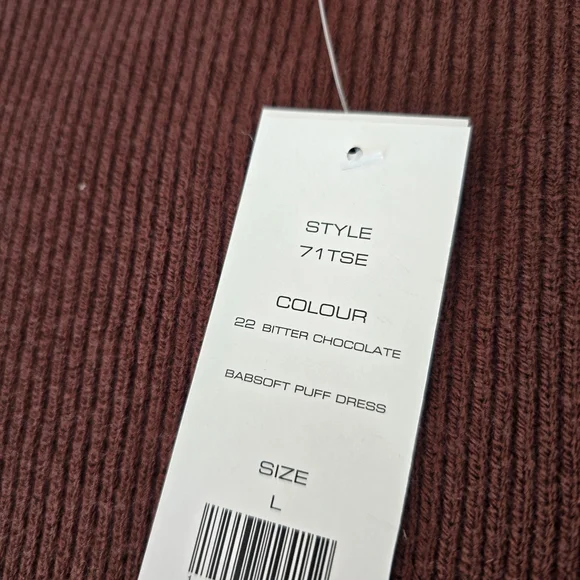 STYLE
71TSE
COLOUR
22 BITTER CHOCOLATE
BABSOFT PUFF DRESS
SIZE
L